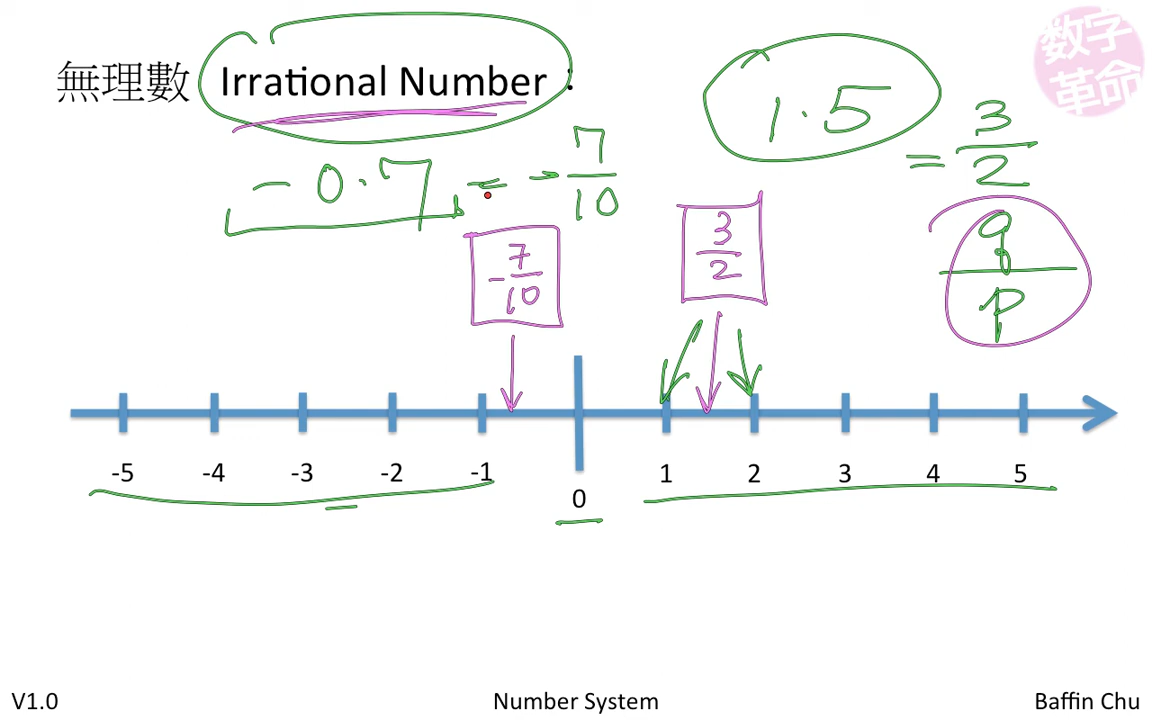 無理數 Irrational Number :
数字
革命
1.5
= 3/2
-0.7 = -7/10
q/p
-7/10
3/2
-5 -4 -3 -2 -1 0 1 2 3 4 5
V1.0 Number System Baffin Chu